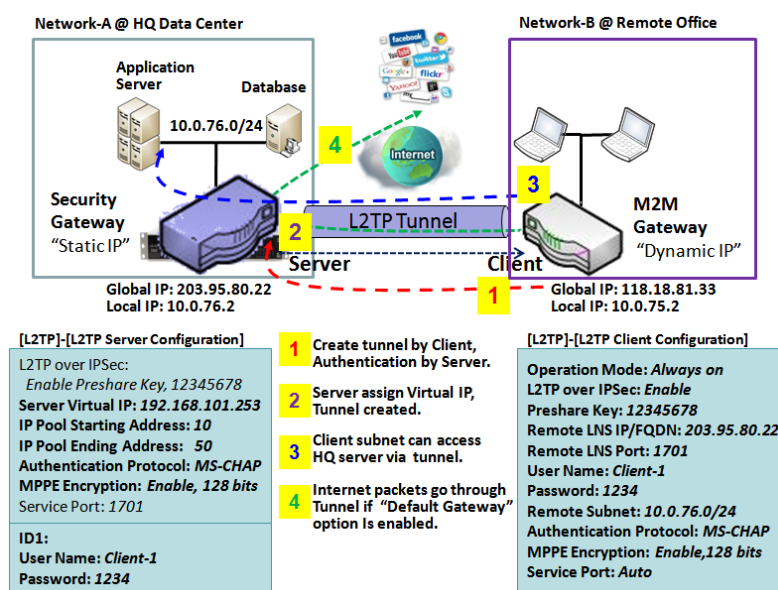 Network-A @ HQ Data Center
Network-B @ Remote Office
Application
Server
Database
10.0.76.0/24
facebook
YouTube
twitter
Google+
flickr
YAHOO!
my
4
Internet
3
Security
Gateway
"Static IP"
L2TP Tunnel
2
M2M
Gateway
"Dynamic IP"
Server
Client
1
Global IP: 203.95.80.22
Local IP: 10.0.76.2
Global IP: 118.18.81.33
Local IP: 10.0.75.2
[L2TP]-[L2TP Server Configuration]
L2TP over IPSec:
Enable Preshare Key, 12345678
Server Virtual IP: 192.168.101.253
IP Pool Starting Address: 10
IP Pool Ending Address: 50
Authentication Protocol: MS-CHAP
MPPE Encryption: Enable, 128 bits
Service Port: 1701
ID1:
User Name: Client-1
Password: 1234
1 Create tunnel by Client,
Authentication by Server.
2 Server assign Virtual IP,
Tunnel created.
3 Client subnet can access
HQ server via tunnel.
4 Internet packets go through
Tunnel if "Default Gateway"
option Is enabled.
[L2TP]-[L2TP Client Configuration]
Operation Mode: Always on
L2TP over IPSec: Enable
Preshare Key: 12345678
Remote LNS IP/FQDN: 203.95.80.22
Remote LNS Port: 1701
User Name: Client-1
Password: 1234
Remote Subnet: 10.0.76.0/24
Authentication Protocol: MS-CHAP
MPPE Encryption: Enable,128 bits
Service Port: Auto